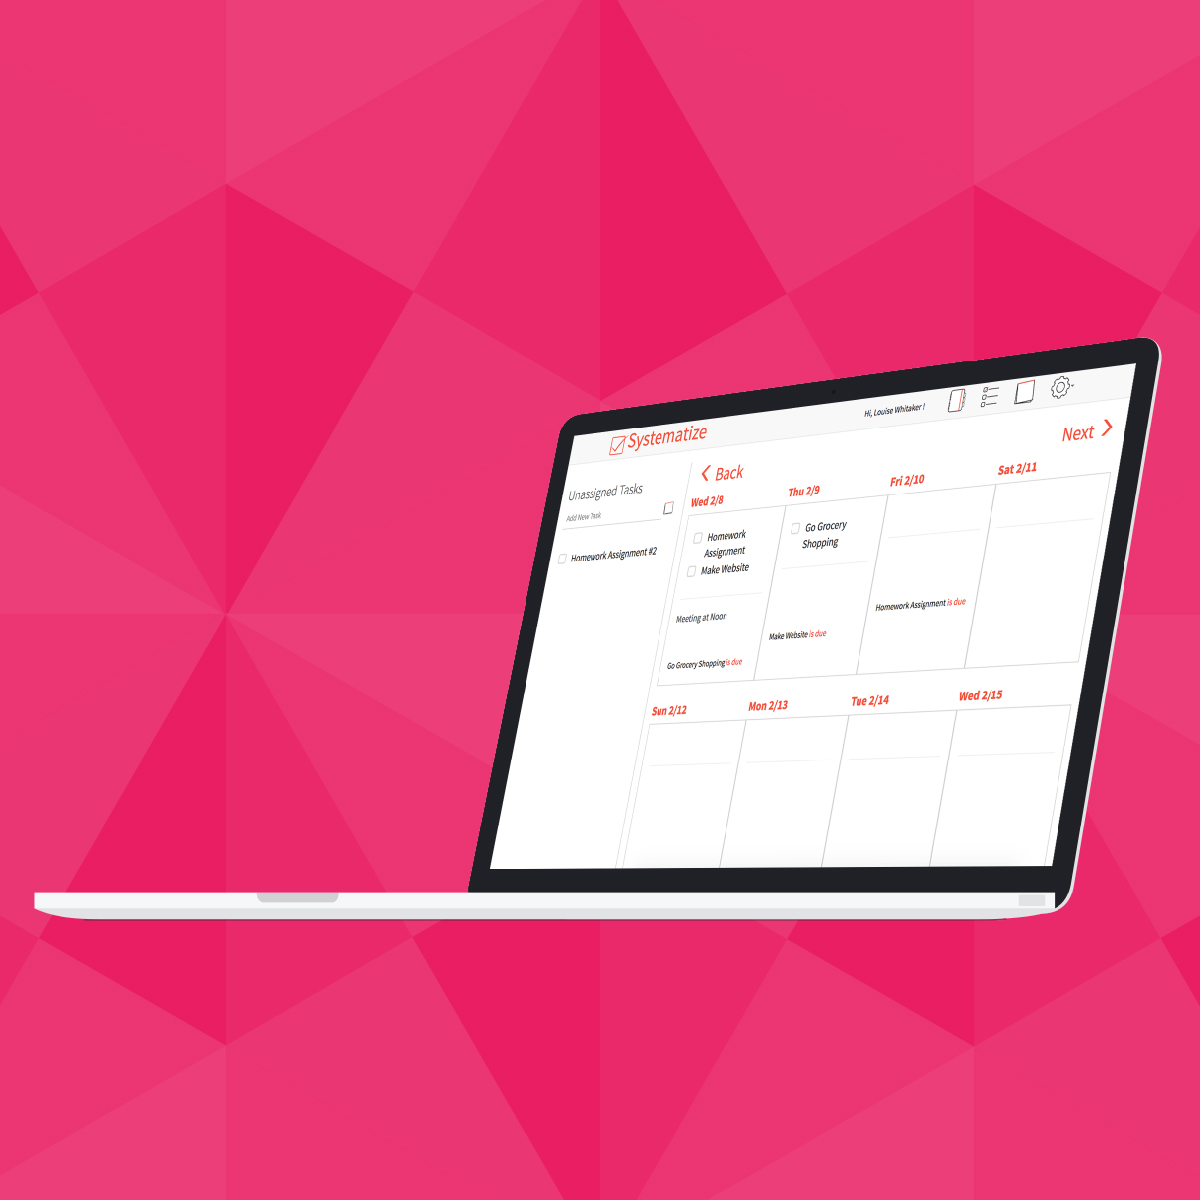 Systematize
Hi, Louise Whitaker !
Unassigned Tasks
Add New Task
Homework Assignment #2
Back
Next
Wed 2/8
Thu 2/9
Fri 2/10
Sat 2/11
Homework
Assignment
Make Website
Meeting at Noor
Go Grocery Shopping is due
Go Grocery
Shopping
Make Website is due
Homework Assignment is due
Sun 2/12
Mon 2/13
Tue 2/14
Wed 2/15